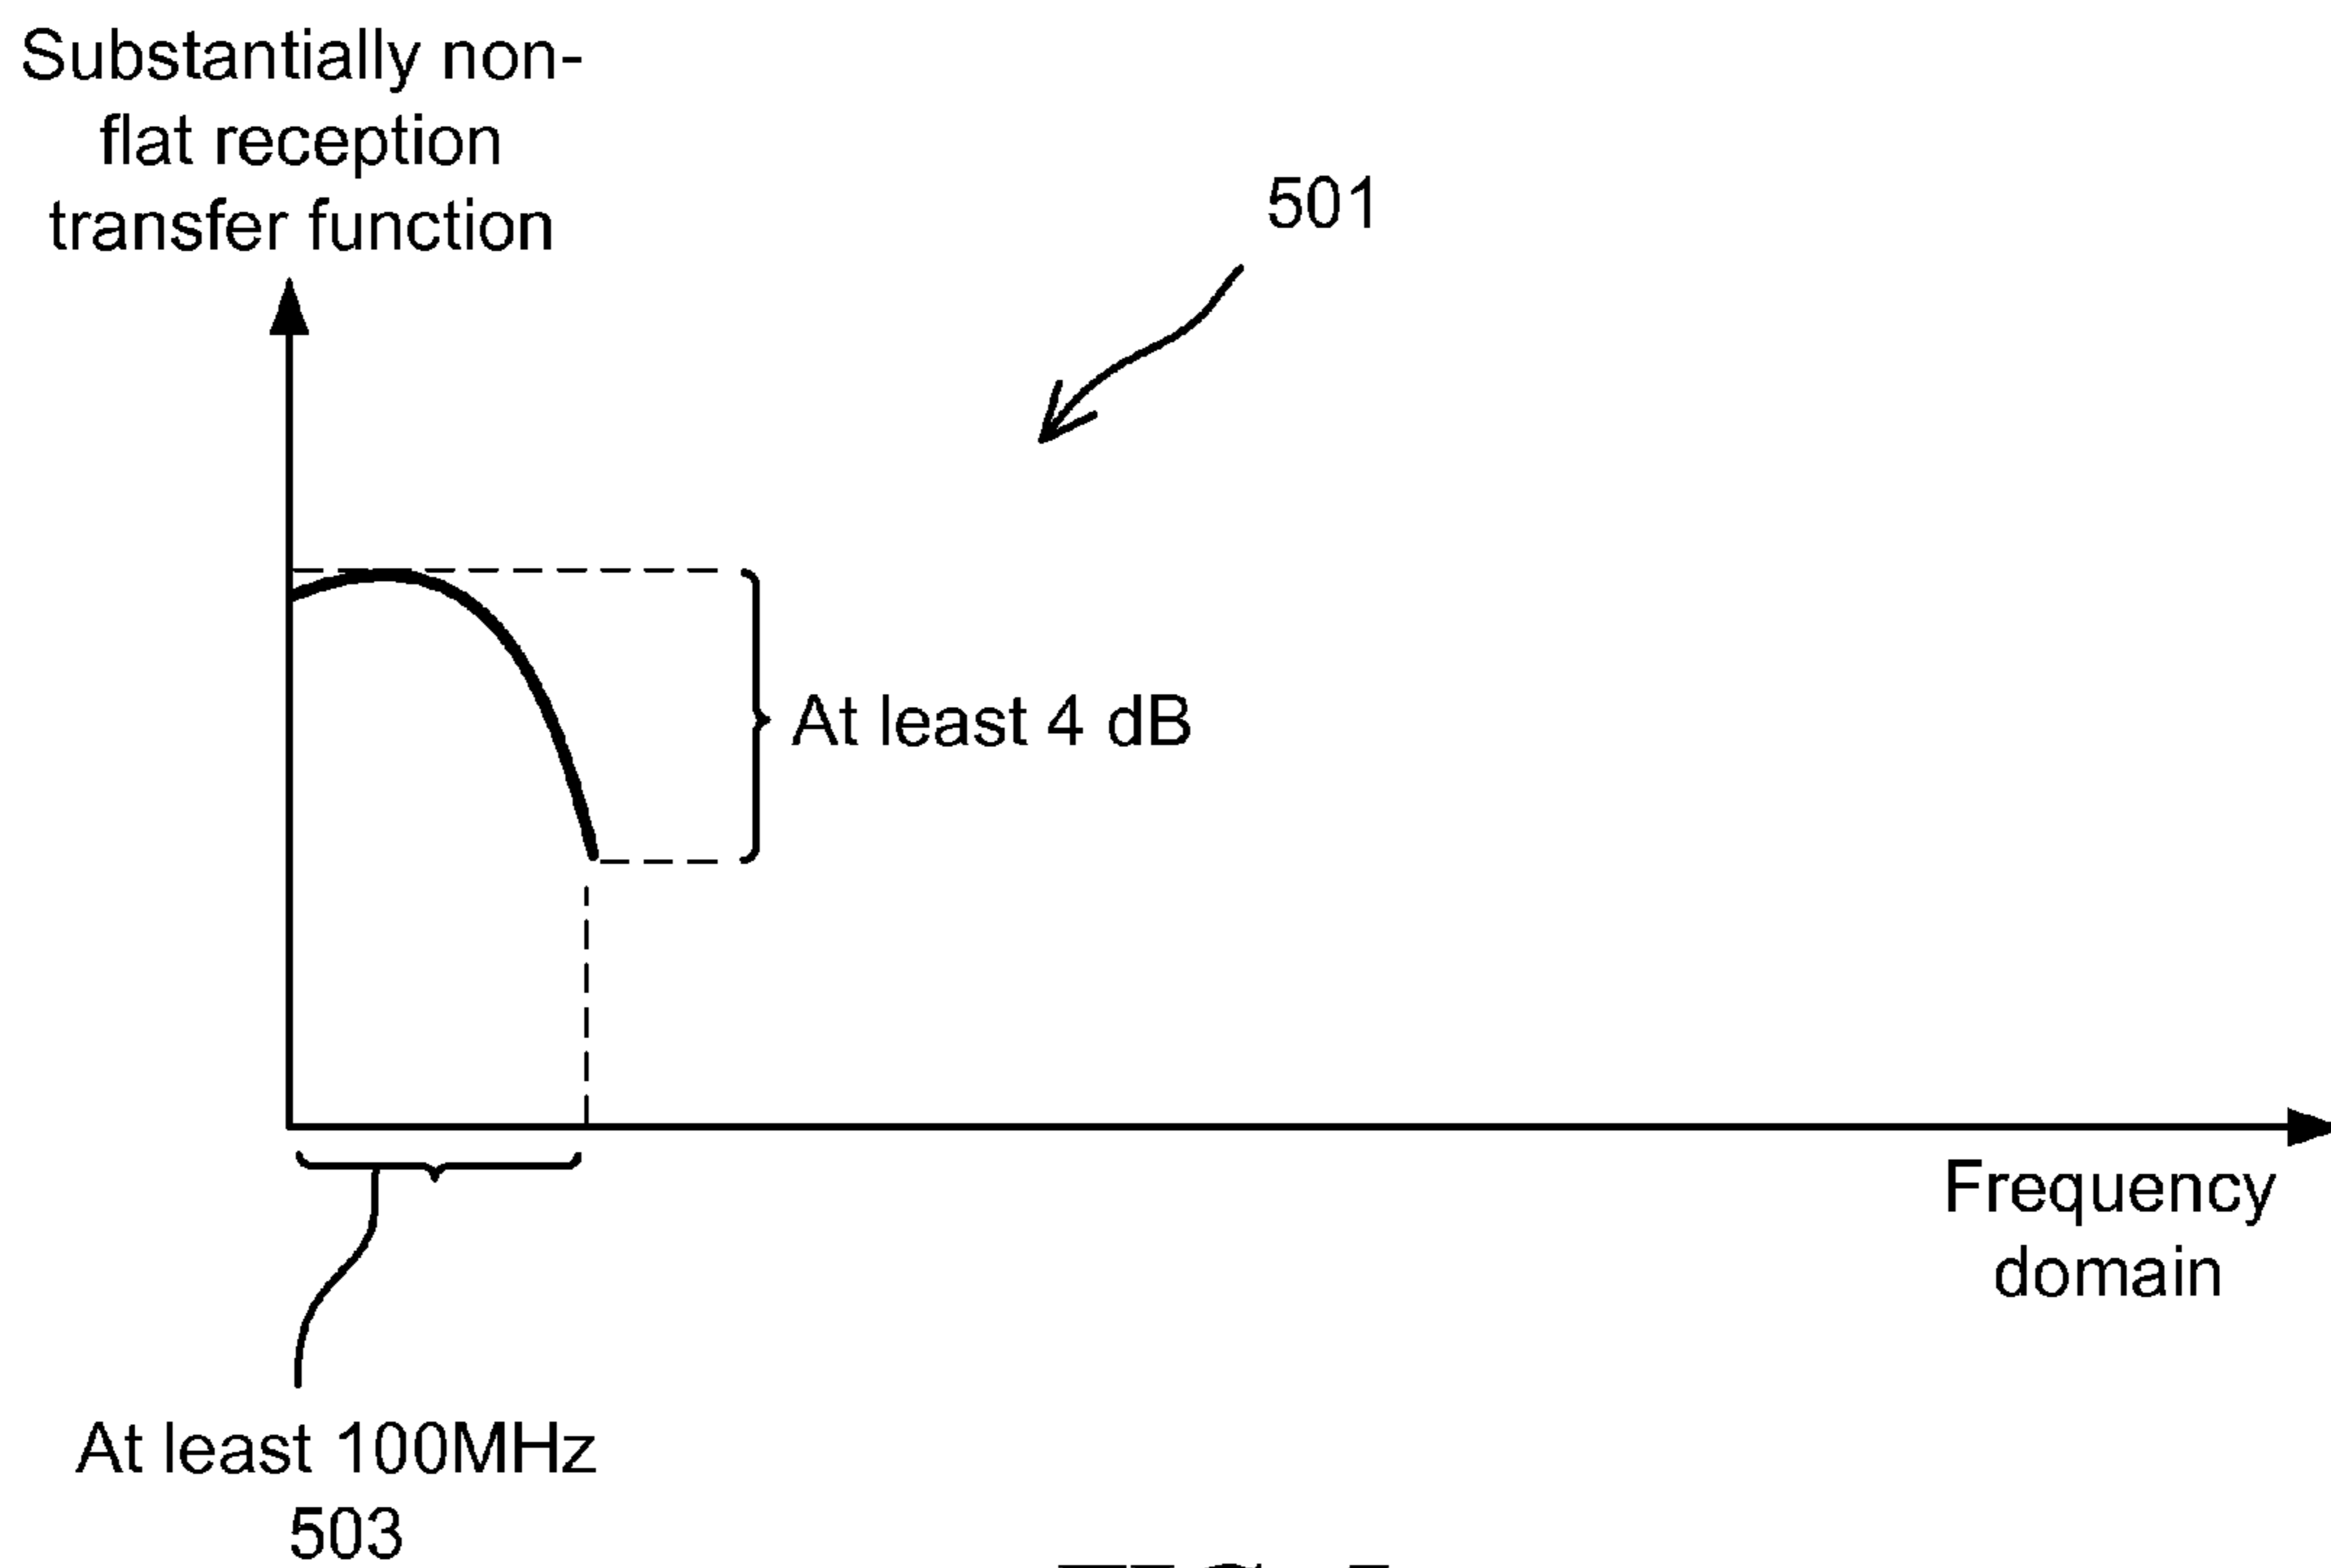 Substantially non-
flat reception
transfer function
501
At least 4 dB
Frequency
domain
At least 100MHz
503